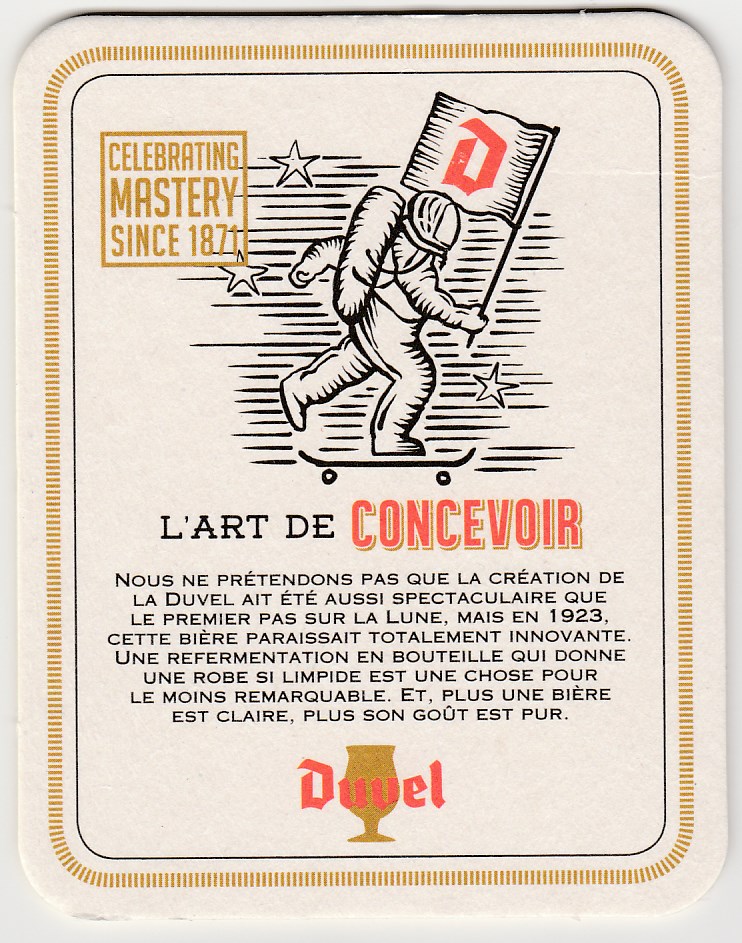 CELEBRATING
MASTERY
SINCE 1871
D
L'ART DE CONCEVOIR
NOUS NE PRÉTENDONS PAS QUE LA CRÉATION DE
LA DUVEL AIT ÉTÉ AUSSI SPECTACULAIRE QUE
LE PREMIER PAS SUR LA LUNE, MAIS EN 1923,
CETTE BIÈRE PARAISSAIT TOTALEMENT INNOVANTE.
UNE REFERMENTATION EN BOUTEILLE QUI DONNE
UNE ROBE SI LIMPIDE EST UNE CHOSE POUR
LE MOINS REMARQUABLE. ET, PLUS UNE BIÈRE
EST CLAIRE, PLUS SON GOÛT EST PUR.
Duvel